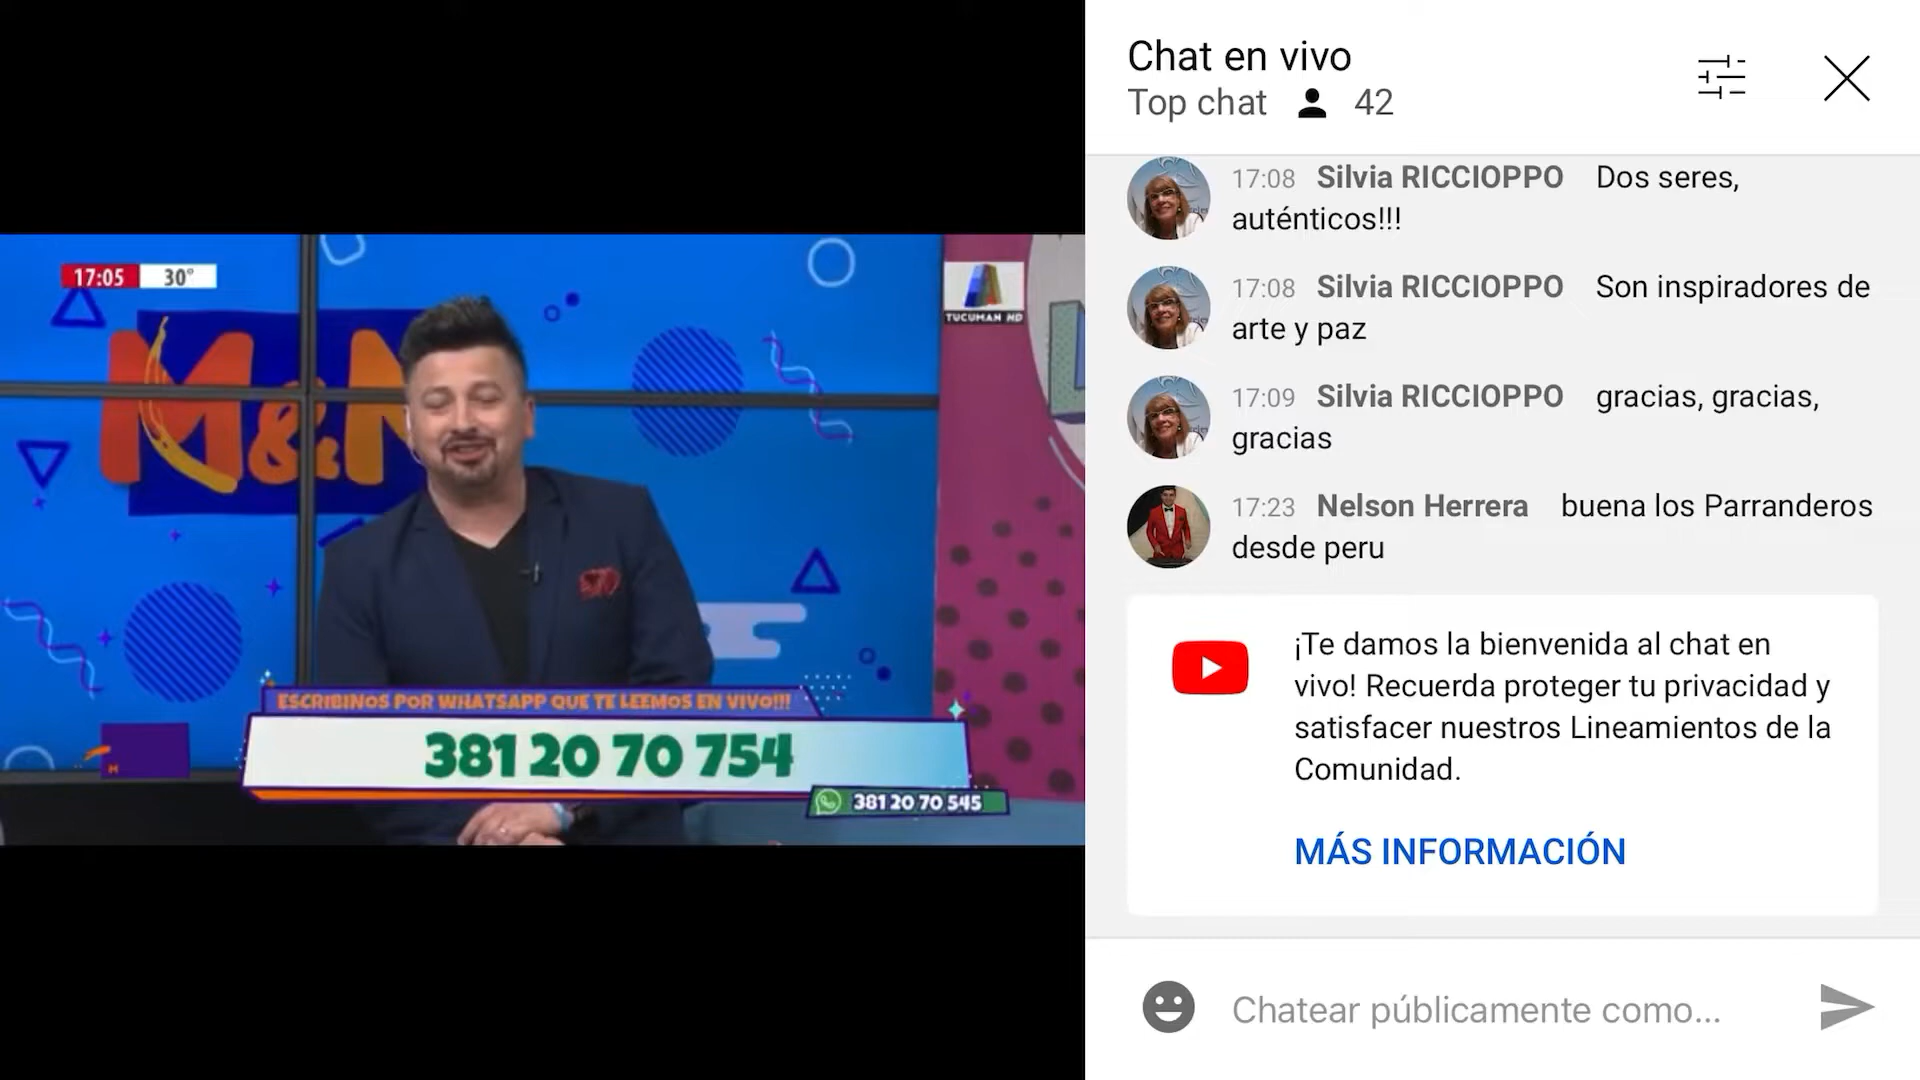 17:05 30°
TUCUMAN HD
M&
ESCRIBINOS POR WHATSAPP QUE TE LEEMOS EN VIVO!!!
381 20 70 754
381 20 70 545
Chat en vivo
Top chat 42
17:08 Silvia RICCIOPPO Dos seres,
auténticos!!!
17:08 Silvia RICCIOPPO Son inspiradores de
arte y paz
17:09 Silvia RICCIOPPO gracias, gracias,
gracias
17:23 Nelson Herrera buena los Parranderos
desde peru
¡Te damos la bienvenida al chat en
vivo! Recuerda proteger tu privacidad y
satisfacer nuestros Lineamientos de la
Comunidad.
MÁS INFORMACIÓN
Chatear públicamente como...